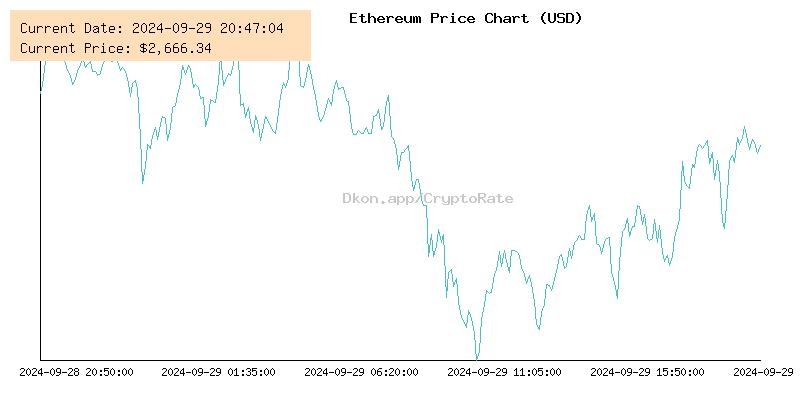 Ethereum Price Chart (USD)
Current Date: 2024-09-29 20:47:04
Current Price: $2,666.34
Dkon.app/CryptoRate
2024-09-28 20:50:00 2024-09-29 01:35:00 2024-09-29 06:20:00 2024-09-29 11:05:00 2024-09-29 15:50:00 2024-09-29